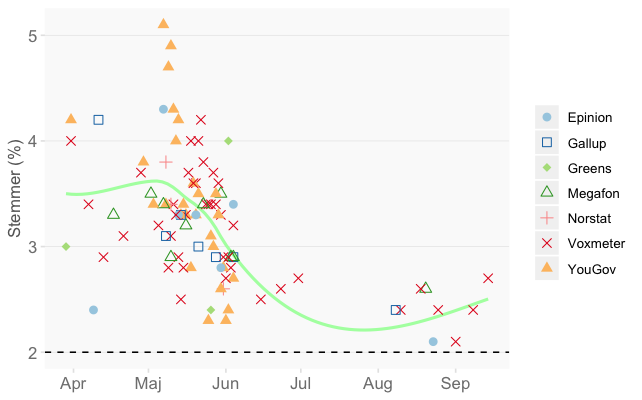 Stemmer (%)
5
4
3
2
Apr
Maj
Jun
Jul
Aug
Sep
Epinion
Gallup
Greens
Megafon
Norstat
Voxmeter
YouGov